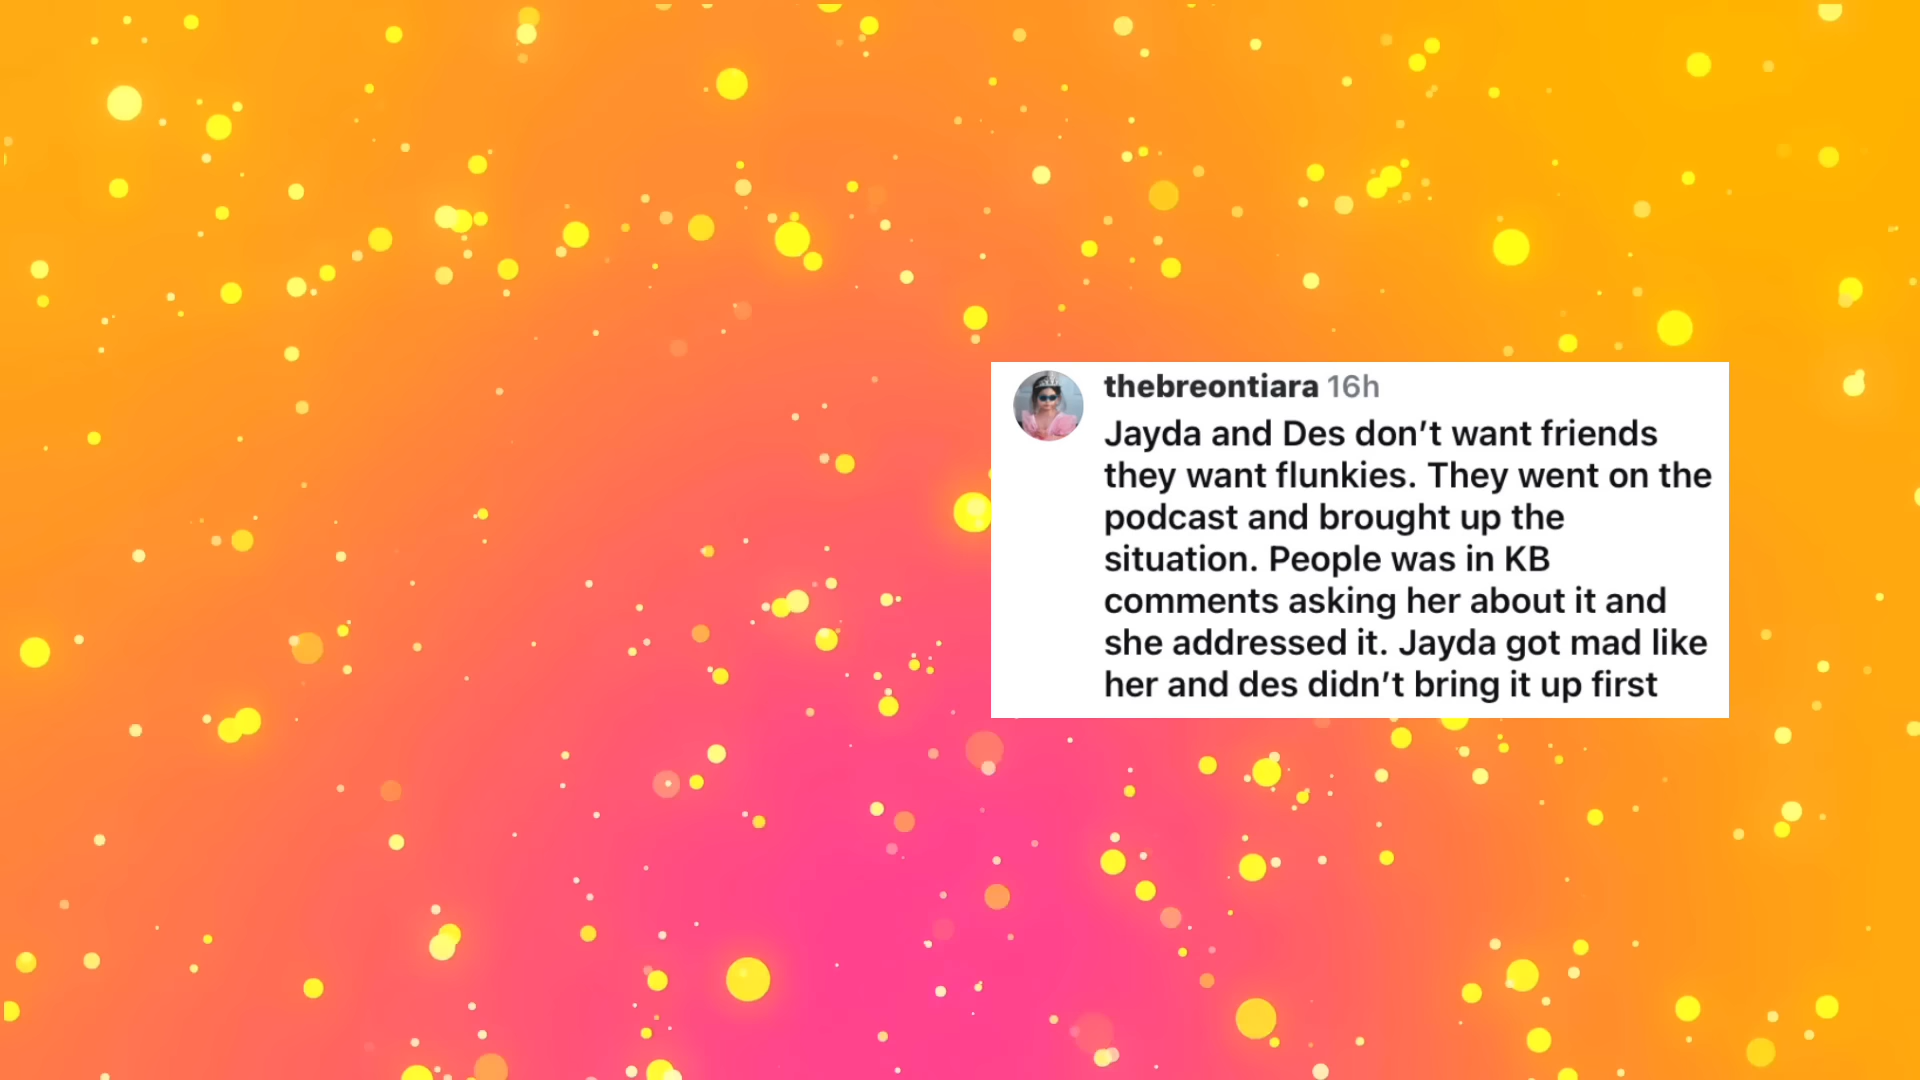 thebreontiara 16h
Jayda and Des don’t want friends
they want flunkies. They went on the
podcast and brought up the
situation. People was in KB
comments asking her about it and
she addressed it. Jayda got mad like
her and des didn’t bring it up first